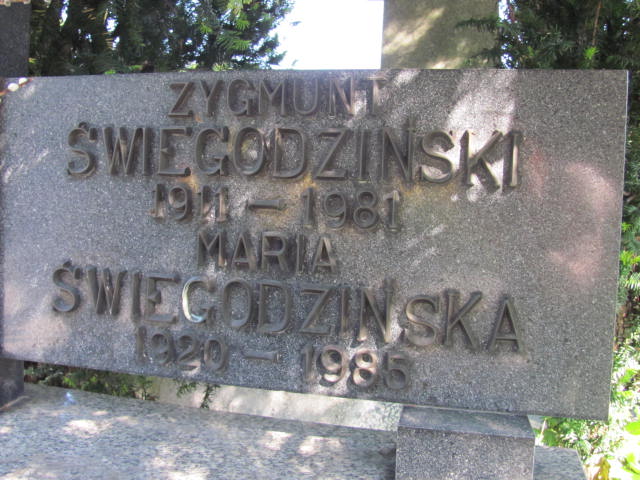 ZYGMUNT
ŚWIEGODZIŃSKI
1911 - 1981
MARIA
ŚWIEGODZIŃSKA
1920 - 1985